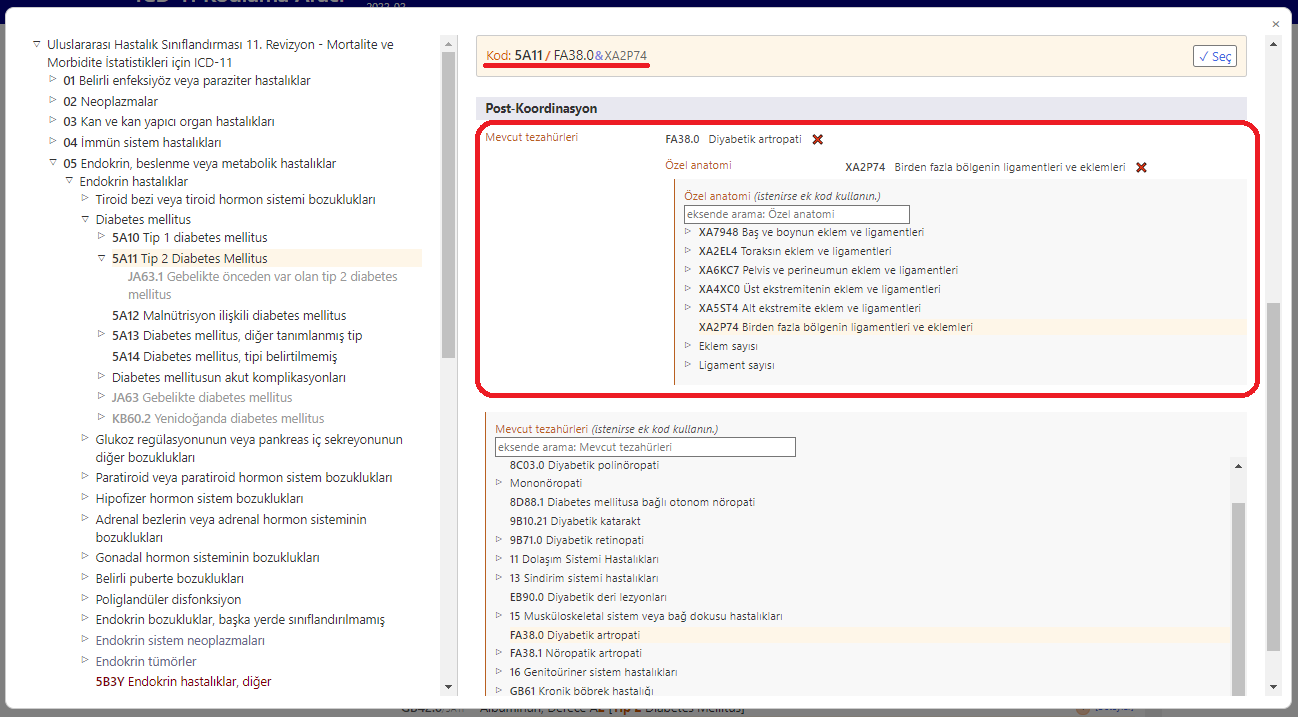 ICD-11 Kodlama Aracı
2022-02
Uluslararası Hastalık Sınıflandırması 11. Revizyon - Mortalite ve
Morbidite İstatistikleri için ICD-11
01 Belirli enfeksiyöz veya paraziter hastalıklar
02 Neoplazmalar
03 Kan ve kan yapıcı organ hastalıkları
04 İmmün sistem hastalıkları
05 Endokrin, beslenme veya metabolik hastalıklar
Endokrin hastalıklar
Tiroid bezi veya tiroid hormon sistemi bozuklukları
Diabetes mellitus
5A10 Tip 1 diabetes mellitus
5A11 Tip 2 Diabetes Mellitus
JA63.1 Gebelikte önceden var olan tip 2 diabetes
mellitus
5A12 Malnütrisyon ilişkili diabetes mellitus
5A13 Diabetes mellitus, diğer tanımlanmış tip
5A14 Diabetes mellitus, tipi belirtilmemiş
Diabetes mellitusun akut komplikasyonları
JA63 Gebelikte diabetes mellitus
KB60.2 Yenidoğanda diabetes mellitus
Glukoz regülasyonunun veya pankreas iç sekreyonunun
diğer bozuklukları
Paratiroid veya paratiroid hormon sistem bozuklukları
Hipofizer hormon sistem bozuklukları
Adrenal bezlerin veya adrenal hormon sisteminin
bozuklukları
Gonadal hormon sisteminin bozuklukları
Belirli puberte bozuklukları
Poliglandüler disfonksiyon
Endokrin bozukluklar, başka yerde sınıflandırılmamış
Endokrin sistem neoplazmaları
Endokrin tümörler
5B3Y Endokrin hastalıklar, diğer
Kod: 5A11/ FA38.0&XA2P74
✓ Seç
Post-Koordinasyon
Mevcut tezahürleri
FA38.0 Diyabetik artropati
Özel anatomi
XA2P74 Birden fazla bölgenin ligamentleri ve eklemleri
Özel anatomi (istenirse ek kod kullanın.)
eksende arama: Özel anatomi
XA7948 Baş ve boynun eklem ve ligamentleri
XA2EL4 Toraksın eklem ve ligamentleri
XA6KC7 Pelvis ve perineumun eklem ve ligamentleri
XA4XC0 Üst ekstremitenin eklem ve ligamentleri
XA5ST4 Alt ekstremite eklem ve ligamentleri
XA2P74 Birden fazla bölgenin ligamentleri ve eklemleri
Eklem sayısı
Ligament sayısı
Mevcut tezahürleri (istenirse ek kod kullanın.)
eksende arama: Mevcut tezahürleri
8C03.0 Diyabetik polinöropati
Mononöropati
8D88.1 Diabetes mellitusa bağlı otonom nöropati
9B10.21 Diyabetik katarakt
9B71.0 Diyabetik retinopati
11 Dolaşım Sistemi Hastalıkları
13 Sindirim sistemi hastalıkları
EB90.0 Diyabetik deri lezyonları
15 Musküloskeletal sistem veya bağ dokusu hastalıkları
FA38.0 Diyabetik artropati
FA38.1 Nöropatik artropati
16 Genitoüriner sistem hastalıkları
GB61 Kronik böbrek hastalığı
Albüminüri, Derece A2 [Tip 2 Diabetes Mellitus]